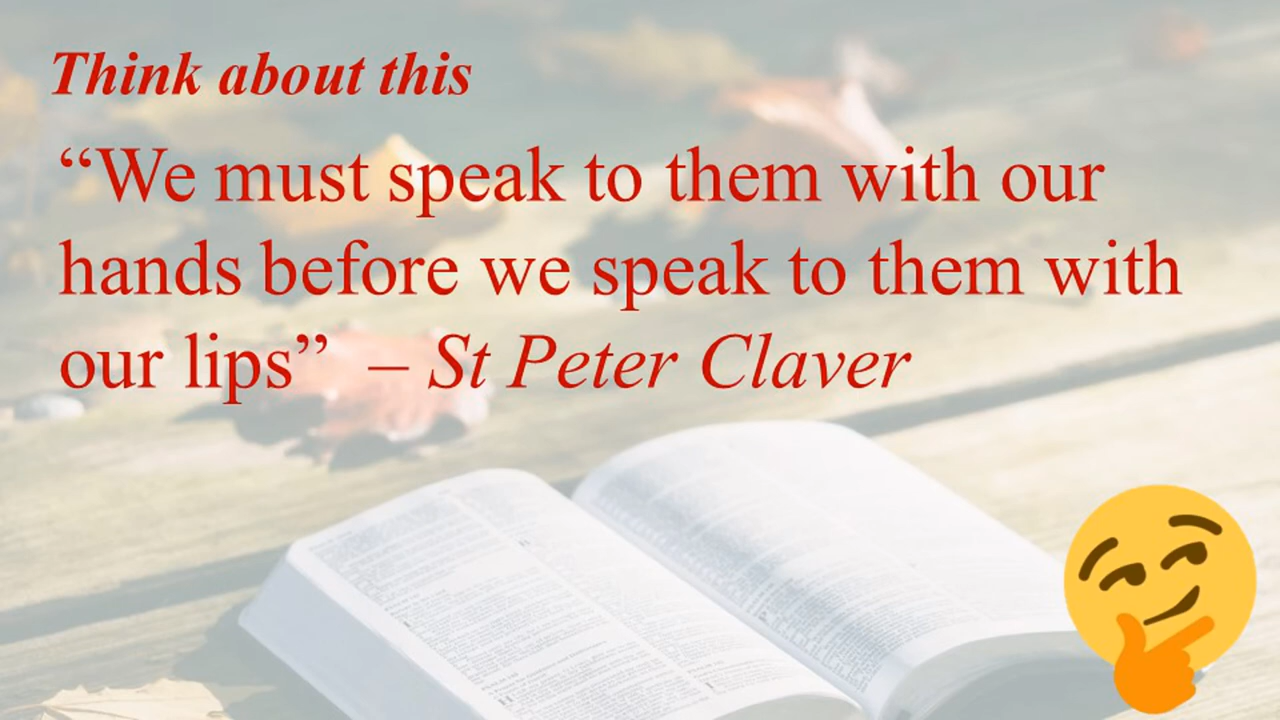 Think about this
“We must speak to them with our
hands before we speak to them with
our lips” – St Peter Claver